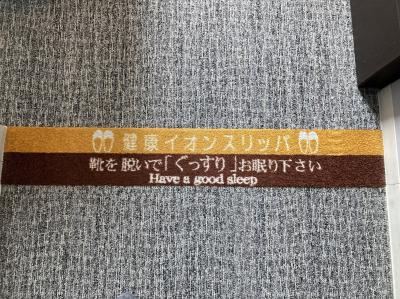 健康イオンスリッパ
靴を脱いで「ぐっすり」お眠り下さい
Have a good sleep